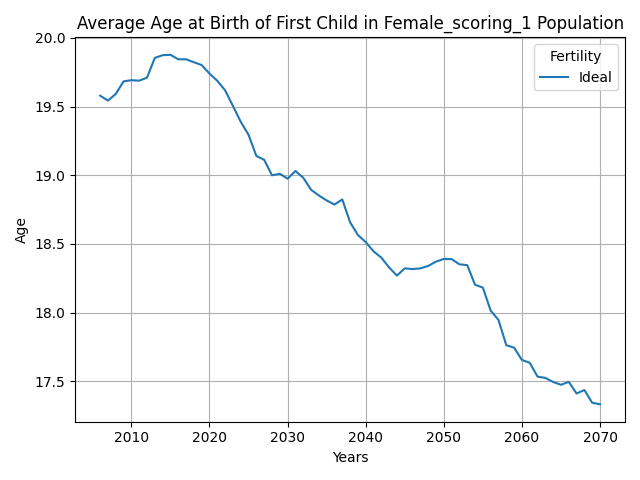 Average Age at Birth of First Child in Female_scoring_1 Population
Fertility
Ideal
20.0
19.5
19.0
18.5
18.0
17.5
Age
2010 2020 2030 2040 2050 2060 2070
Years